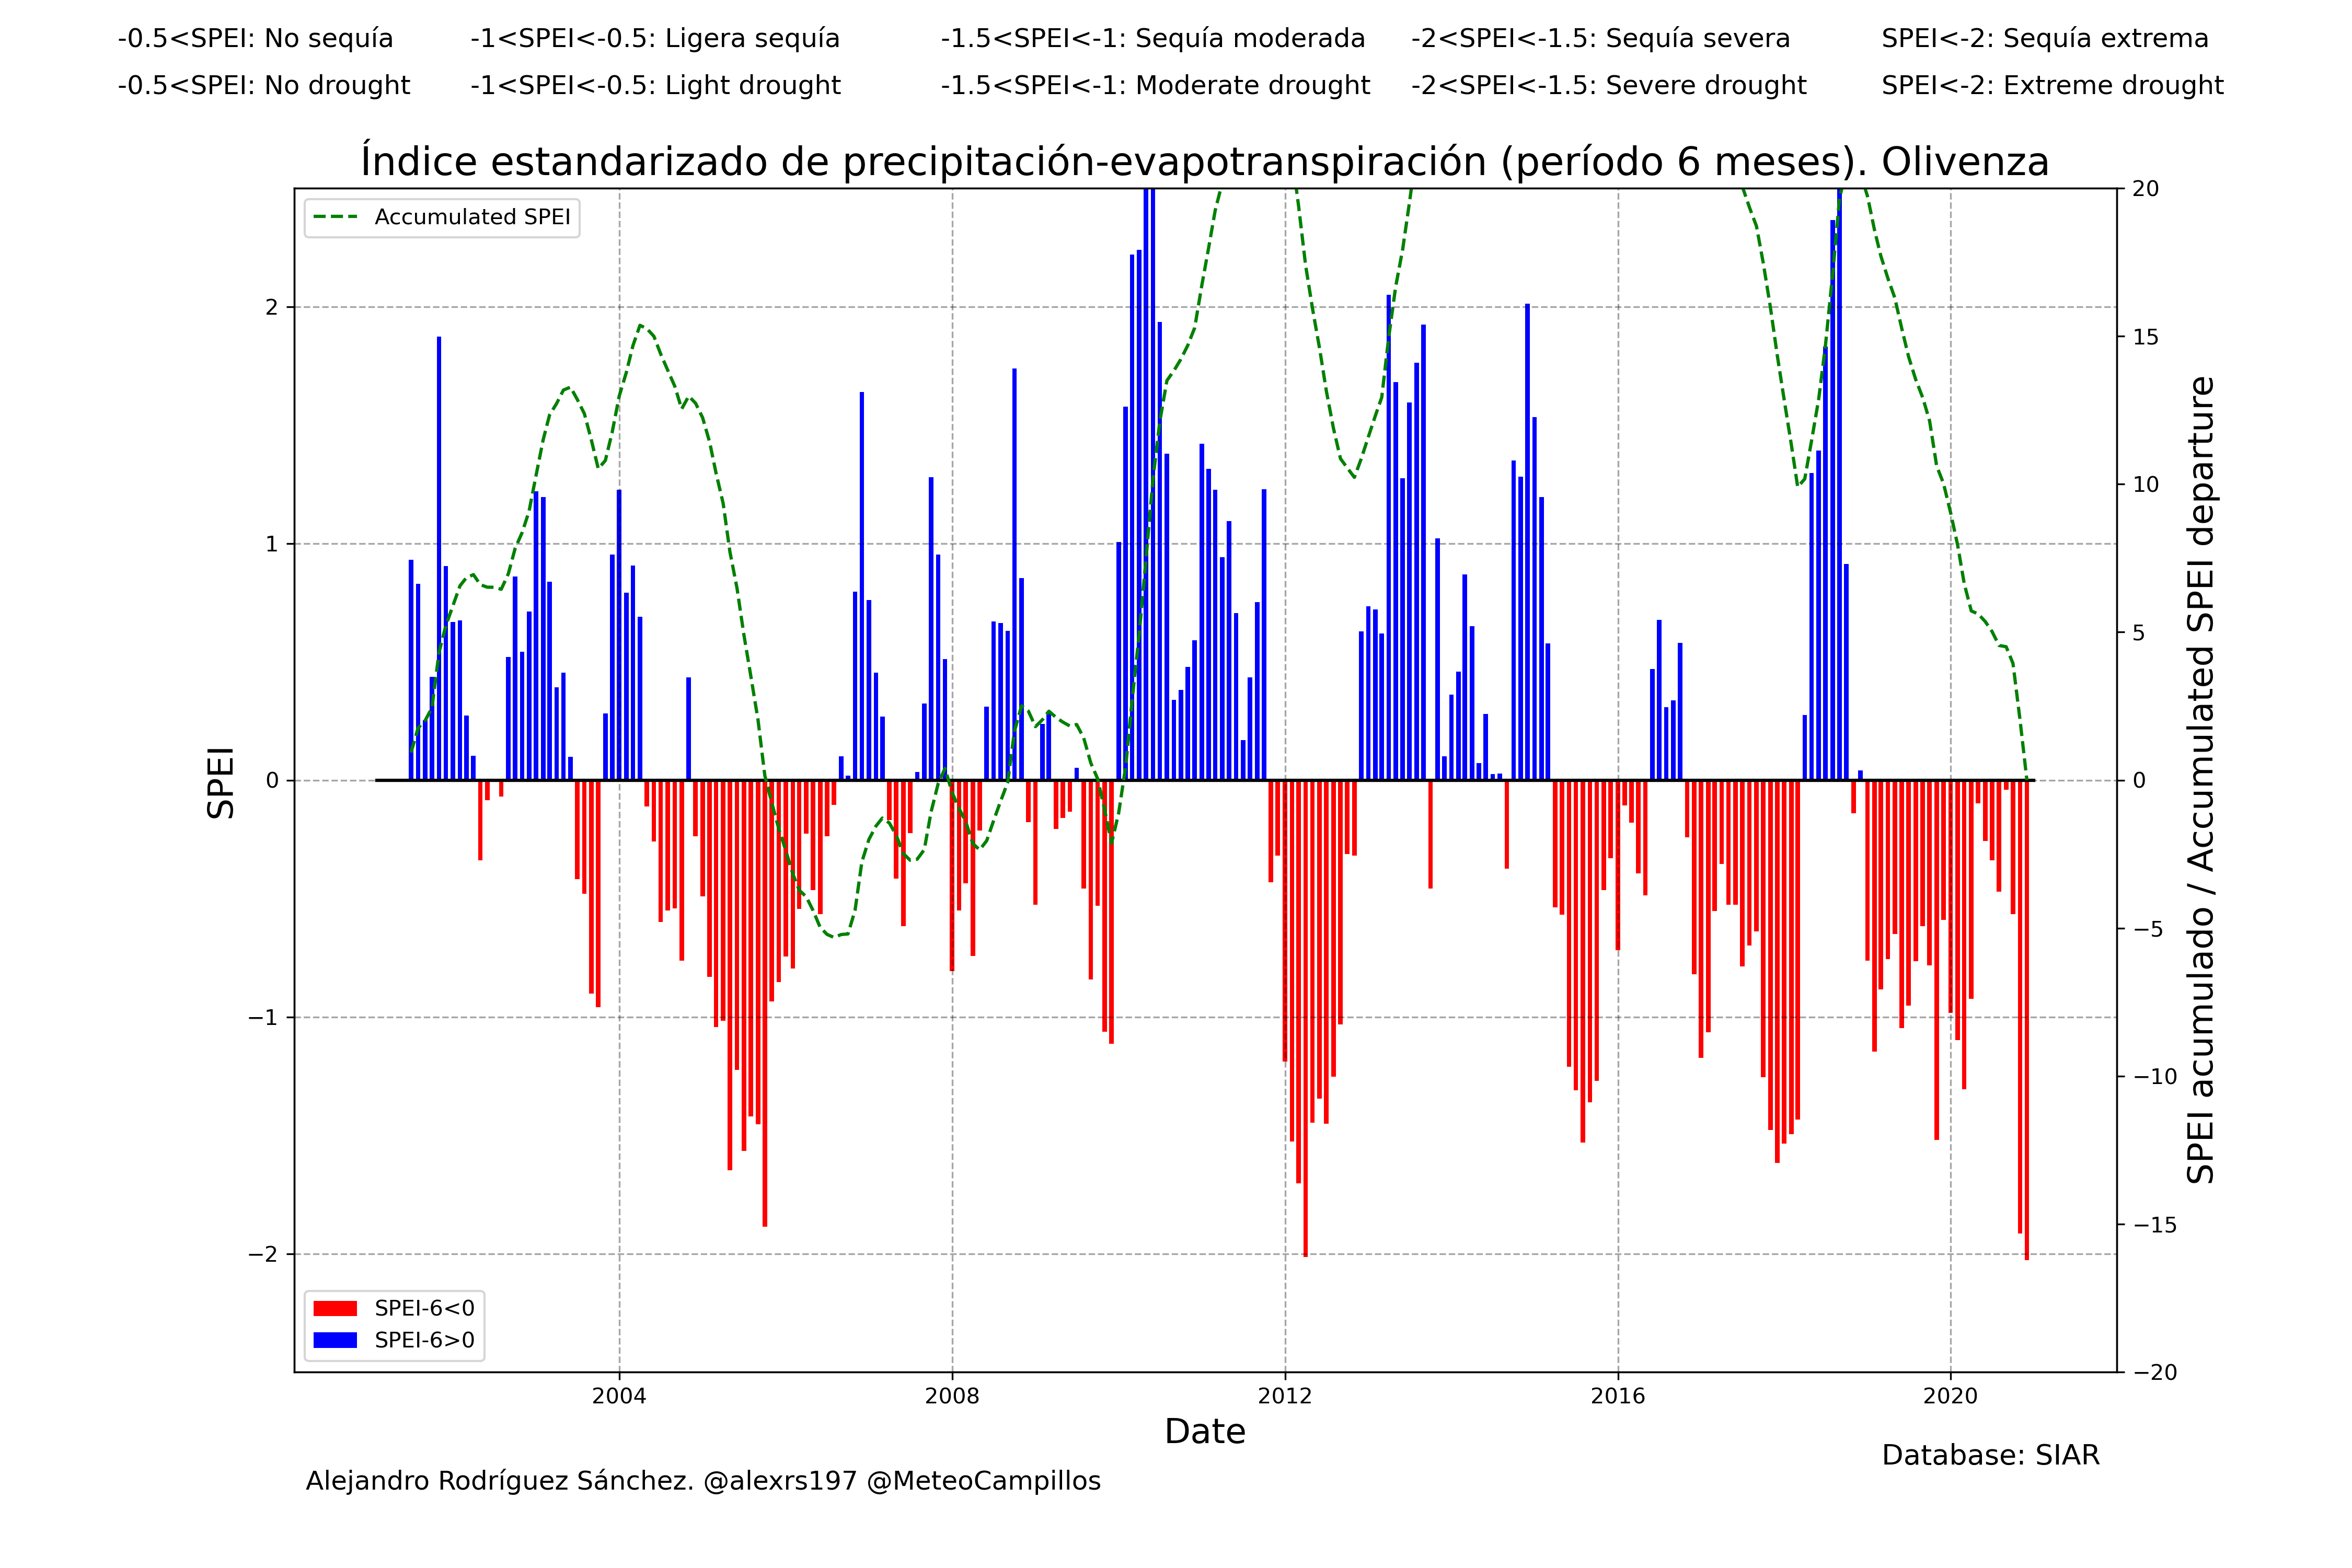 -0.5<SPEI: No sequía -1<SPEI<-0.5: Ligera sequía -1.5<SPEI<-1: Sequía moderada -2<SPEI<-1.5: Sequía severa SPEI<-2: Sequía extrema
-0.5<SPEI: No drought -1<SPEI<-0.5: Light drought -1.5<SPEI<-1: Moderate drought -2<SPEI<-1.5: Severe drought SPEI<-2: Extreme drought
Índice estandarizado de precipitación-evapotranspiración (período 6 meses). Olivenza
Accumulated SPEI
SPEI
2
1
0
−1
−2
20
15
10
5
0
−5
−10
−15
−20
SPEI acumulado / Accumulated SPEI departure
SPEI-6<0
SPEI-6>0
2004 2008 2012 2016 2020
Date
Database: SIAR
Alejandro Rodríguez Sánchez. @alexrs197 @MeteoCampillos